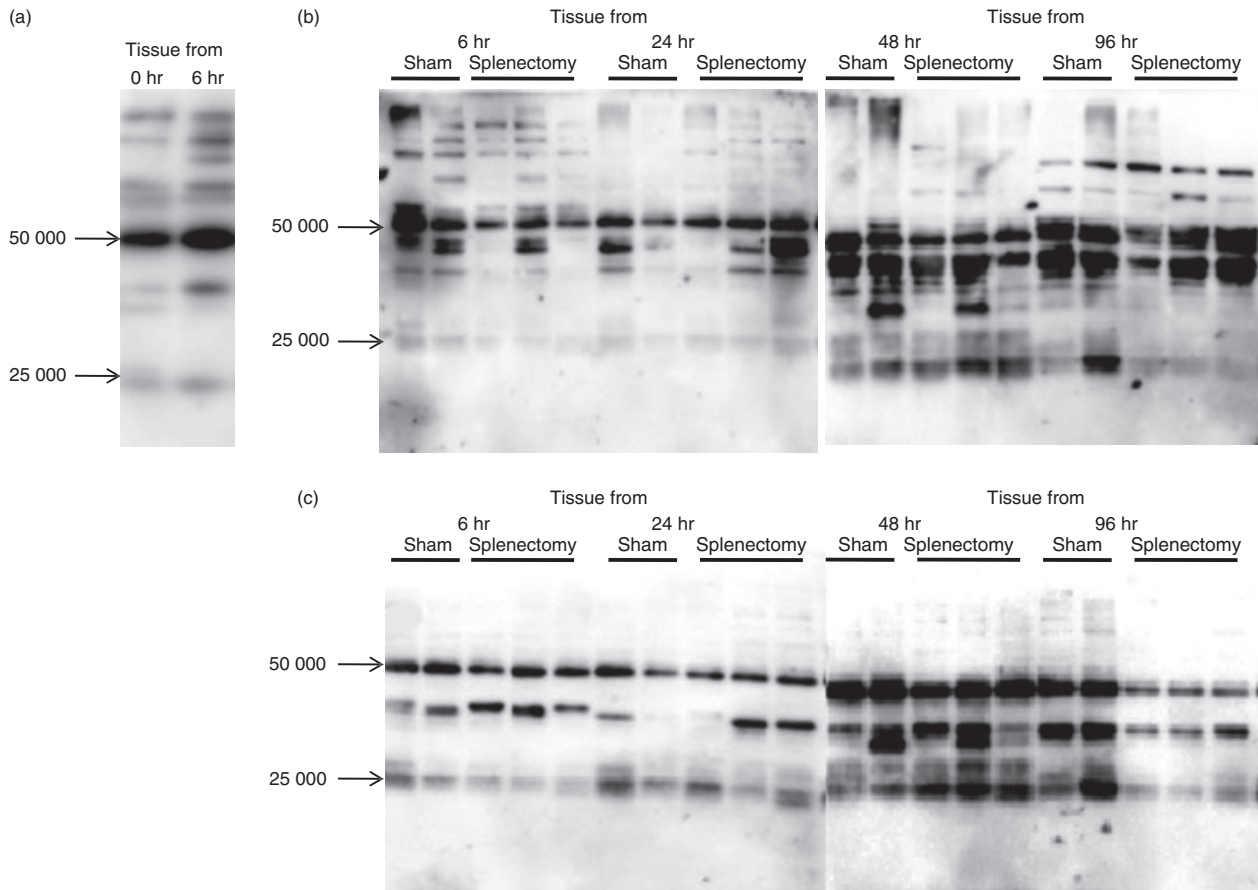 (a)
Tissue from
0 hr 6 hr
50 000
25 000
(b)
Tissue from Tissue from
6 hr 24 hr 48 hr 96 hr
Sham Splenectomy Sham Splenectomy Sham Splenectomy Sham Splenectomy
50 000
25 000
(c)
Tissue from Tissue from
6 hr 24 hr 48 hr 96 hr
Sham Splenectomy Sham Splenectomy Sham Splenectomy Sham Splenectomy
50 000
25 000